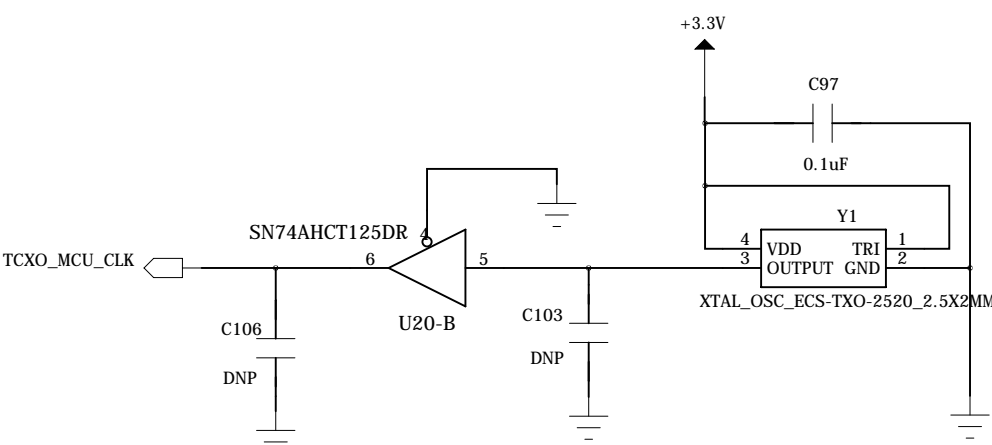 +3.3V
C97
0.1uF
SN74AHCT125DR
4
Y1
TCXO_MCU_CLK
6
5
4
VDD
TRI
1
3
OUTPUT
GND
2
XTAL_OSC_ECS-TXO-2520_2.5X2MM
U20-B
C106
DNP
C103
DNP